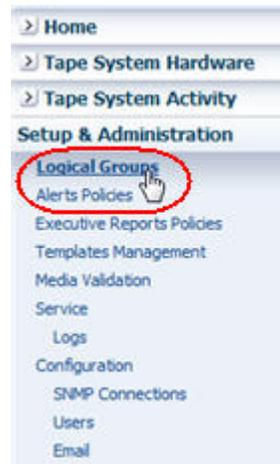 Home
Tape System Hardware
Tape System Activity
Setup & Administration
Logical Groups
Alerts Policies
Executive Reports Policies
Templates Management
Media Validation
Service
Logs
Configuration
SNMP Connections
Users
Email